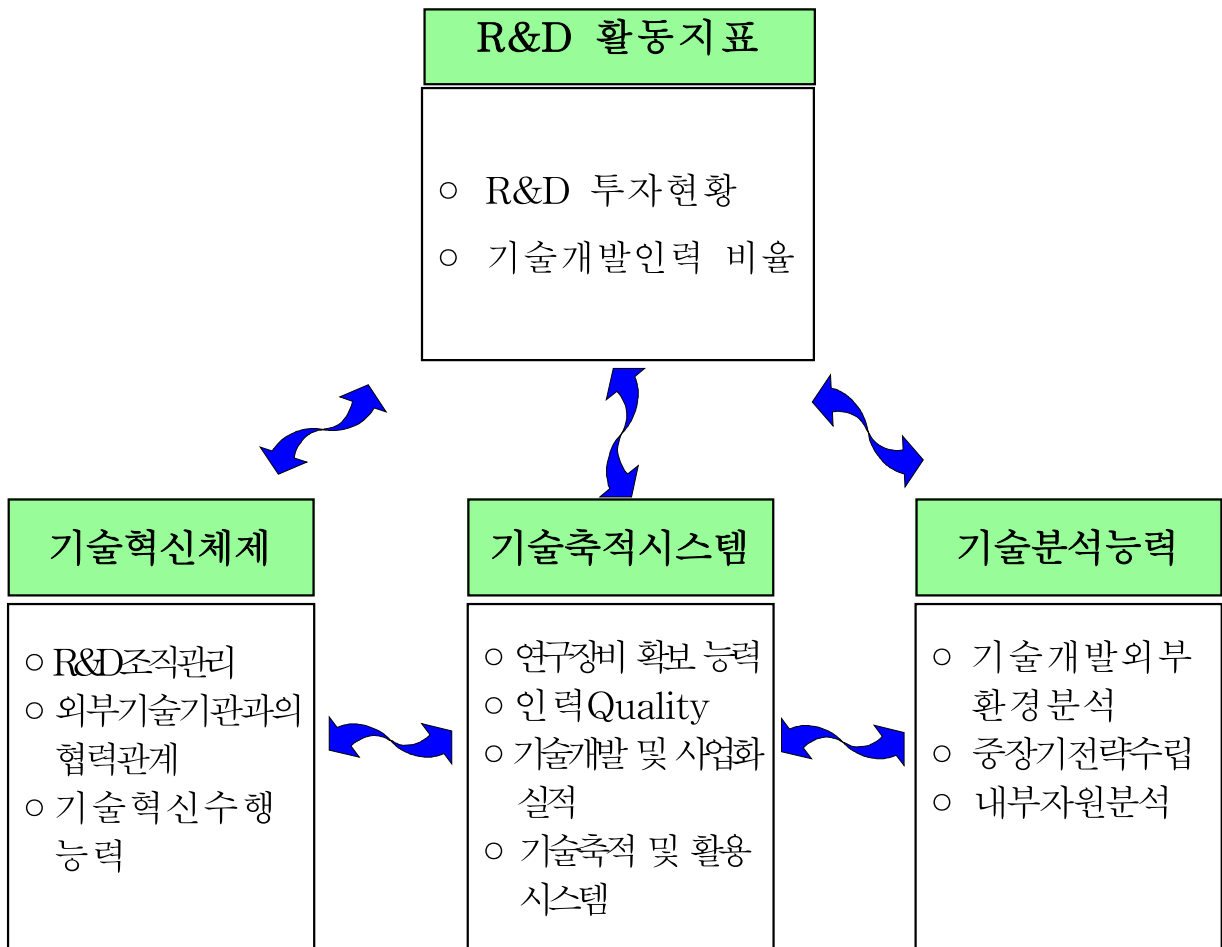 R&D 활동지표
○ R&D 투자현황
○ 기술개발인력 비율
기술혁신체제
○ R&D조직관리
○ 외부기술기관과의
협력관계
○ 기술혁신수행
능력
기술축적시스템
○ 연구장비 확보 능력
○ 인력Quality
○ 기술개발 및 사업화
실적
○ 기술축적 및 활용
시스템
기술분석능력
○ 기술개발외부
환경분석
○ 중장기전략수립
○ 내부자원분석